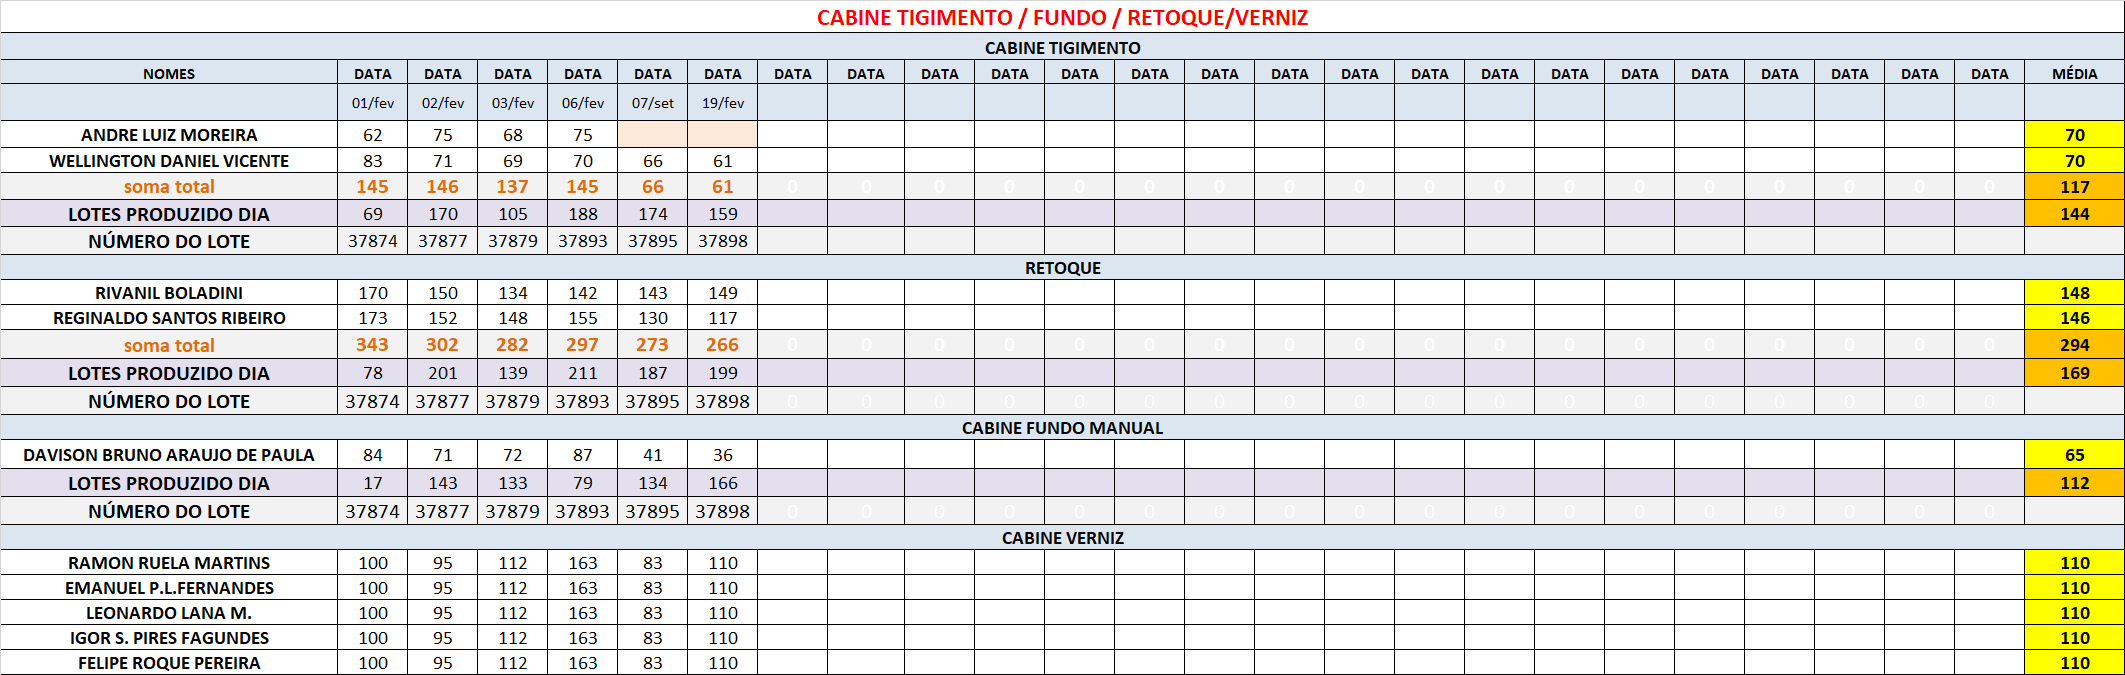 CABINE TIGIMENTO / FUNDO / RETOQUE/VERNIZ
CABINE TIGIMENTO
NOMES DATA DATA DATA DATA DATA DATA DATA DATA DATA DATA DATA DATA DATA DATA DATA DATA DATA DATA DATA DATA DATA DATA DATA DATA MÉDIA
01/fev 02/fev 03/fev 06/fev 07/set 19/fev
ANDRE LUIZ MOREIRA 62 75 68 75 70
WELLINGTON DANIEL VICENTE 83 71 69 70 66 61 70
soma total 145 146 137 145 66 61 0 0 0 0 0 0 0 0 0 0 0 0 0 0 0 0 0 0 117
LOTES PRODUZIDO DIA 69 170 105 188 174 159 144
NÚMERO DO LOTE 37874 37877 37879 37893 37895 37898
RETOQUE
RIVANIL BOLADINI 170 150 134 142 143 149 148
REGINALDO SANTOS RIBEIRO 173 152 148 155 130 117 146
soma total 343 302 282 297 273 266 0 0 0 0 0 0 0 0 0 0 0 0 0 0 0 0 0 0 294
LOTES PRODUZIDO DIA 78 201 139 211 187 199 169
NÚMERO DO LOTE 37874 37877 37879 37893 37895 37898 0 0 0 0 0 0 0 0 0 0 0 0 0 0 0 0 0 0
CABINE FUNDO MANUAL
DAVISON BRUNO ARAUJO DE PAULA 84 71 72 87 41 36 65
LOTES PRODUZIDO DIA 17 143 133 79 134 166 112
NÚMERO DO LOTE 37874 37877 37879 37893 37895 37898 0 0 0 0 0 0 0 0 0 0 0 0 0 0 0 0 0 0
CABINE VERNIZ
RAMON RUELA MARTINS 100 95 112 163 83 110 110
EMANUEL P.L.FERNANDES 100 95 112 163 83 110 110
LEONARDO LANA M. 100 95 112 163 83 110 110
IGOR S. PIRES FAGUNDES 100 95 112 163 83 110 110
FELIPE ROQUE PEREIRA 100 95 112 163 83 110 110